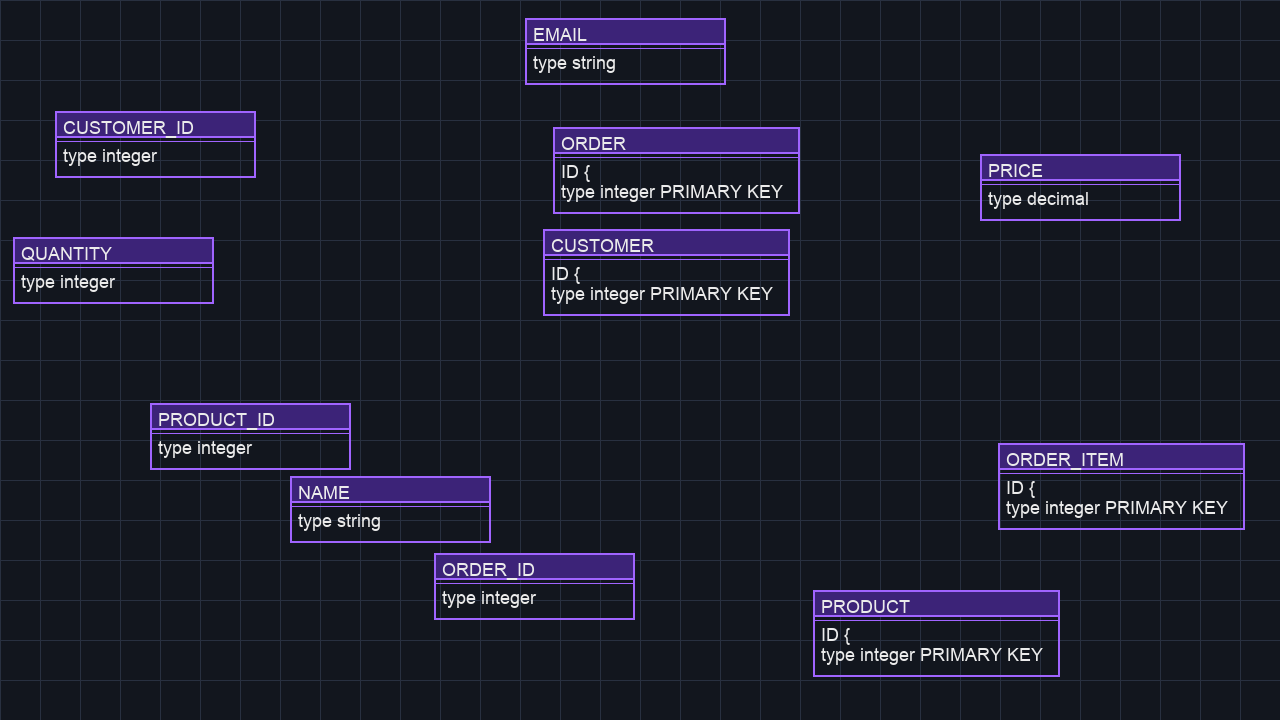 EMAIL
type string
CUSTOMER_ID
type integer
ORDER
ID {
type integer PRIMARY KEY
PRICE
type decimal
QUANTITY
type integer
CUSTOMER
ID {
type integer PRIMARY KEY
PRODUCT_ID
type integer
NAME
type string
ORDER_ITEM
ID {
type integer PRIMARY KEY
ORDER_ID
type integer
PRODUCT
ID {
type integer PRIMARY KEY